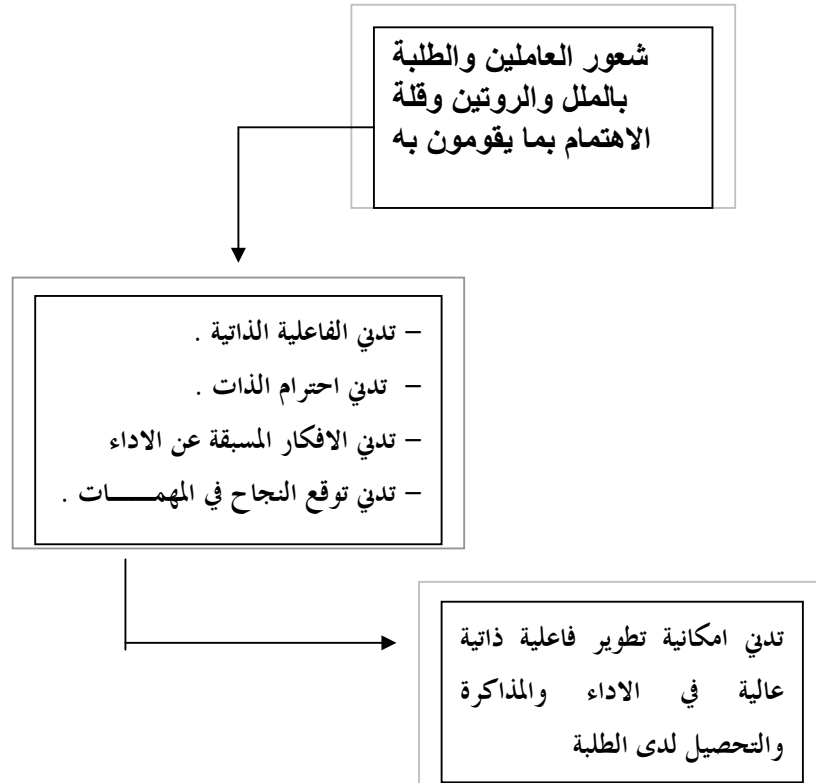 شعور العاملين والطلبة
بالملل والروتين وقلة
الاهتمام بما يقومون به
– تدني الفاعلية الذاتية .
– تدني احترام الذات .
– تدني الافكار المسبقة عن الاداء
– تدني توقع النجاح في المهمــــــات .
تدني امكانية تطوير فاعلية ذاتية
عالية في الاداء والمذاكرة
والتحصيل لدى الطلبة